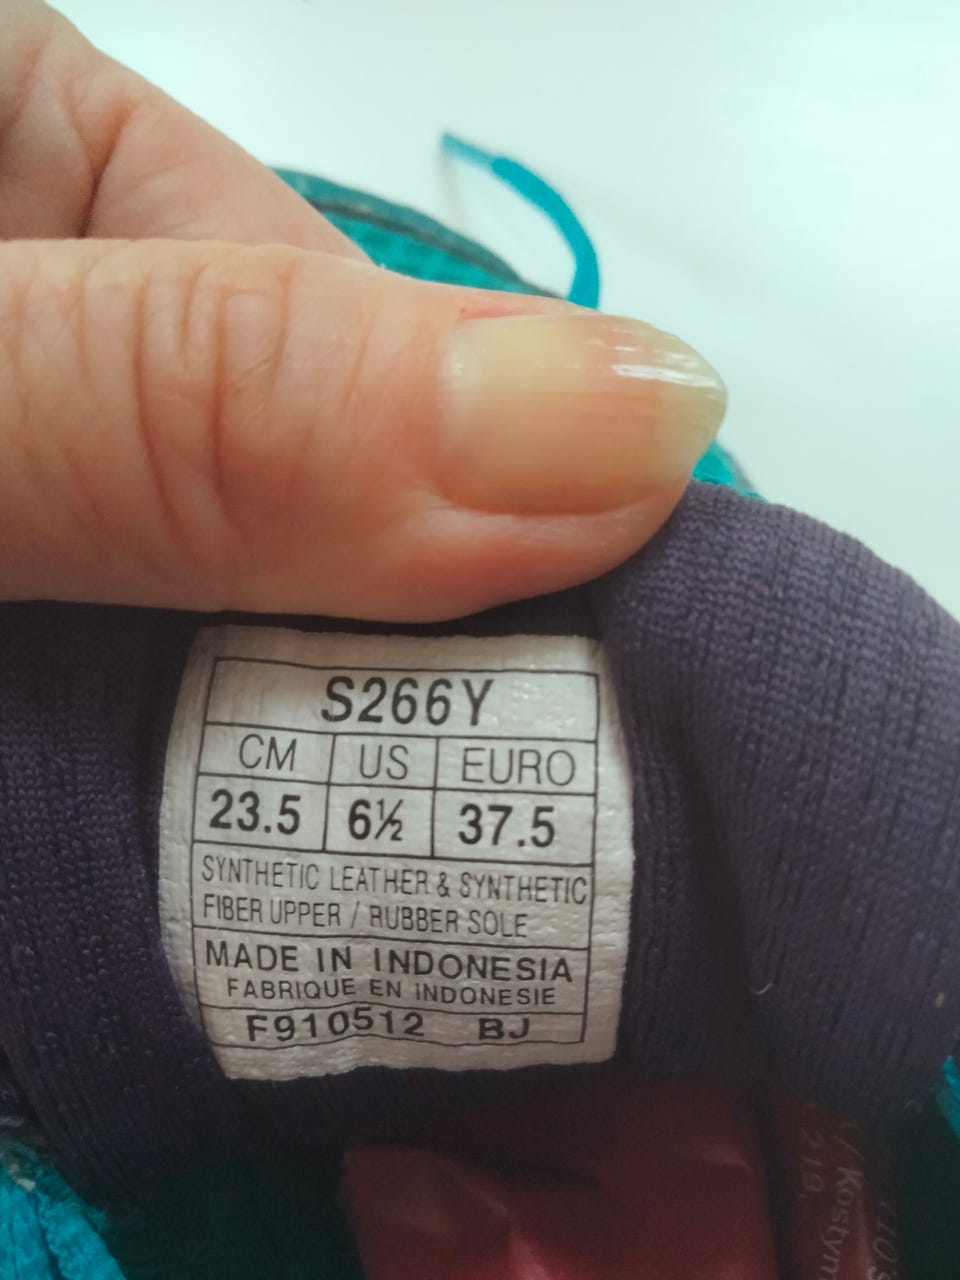 S266Y
CM US EURO
23.5 6½ 37.5
SYNTHETIC LEATHER & SYNTHETIC
FIBER UPPER / RUBBER SOLE
MADE IN INDONESIA
FABRIQUE EN INDONESIE
F910512 BJ
219